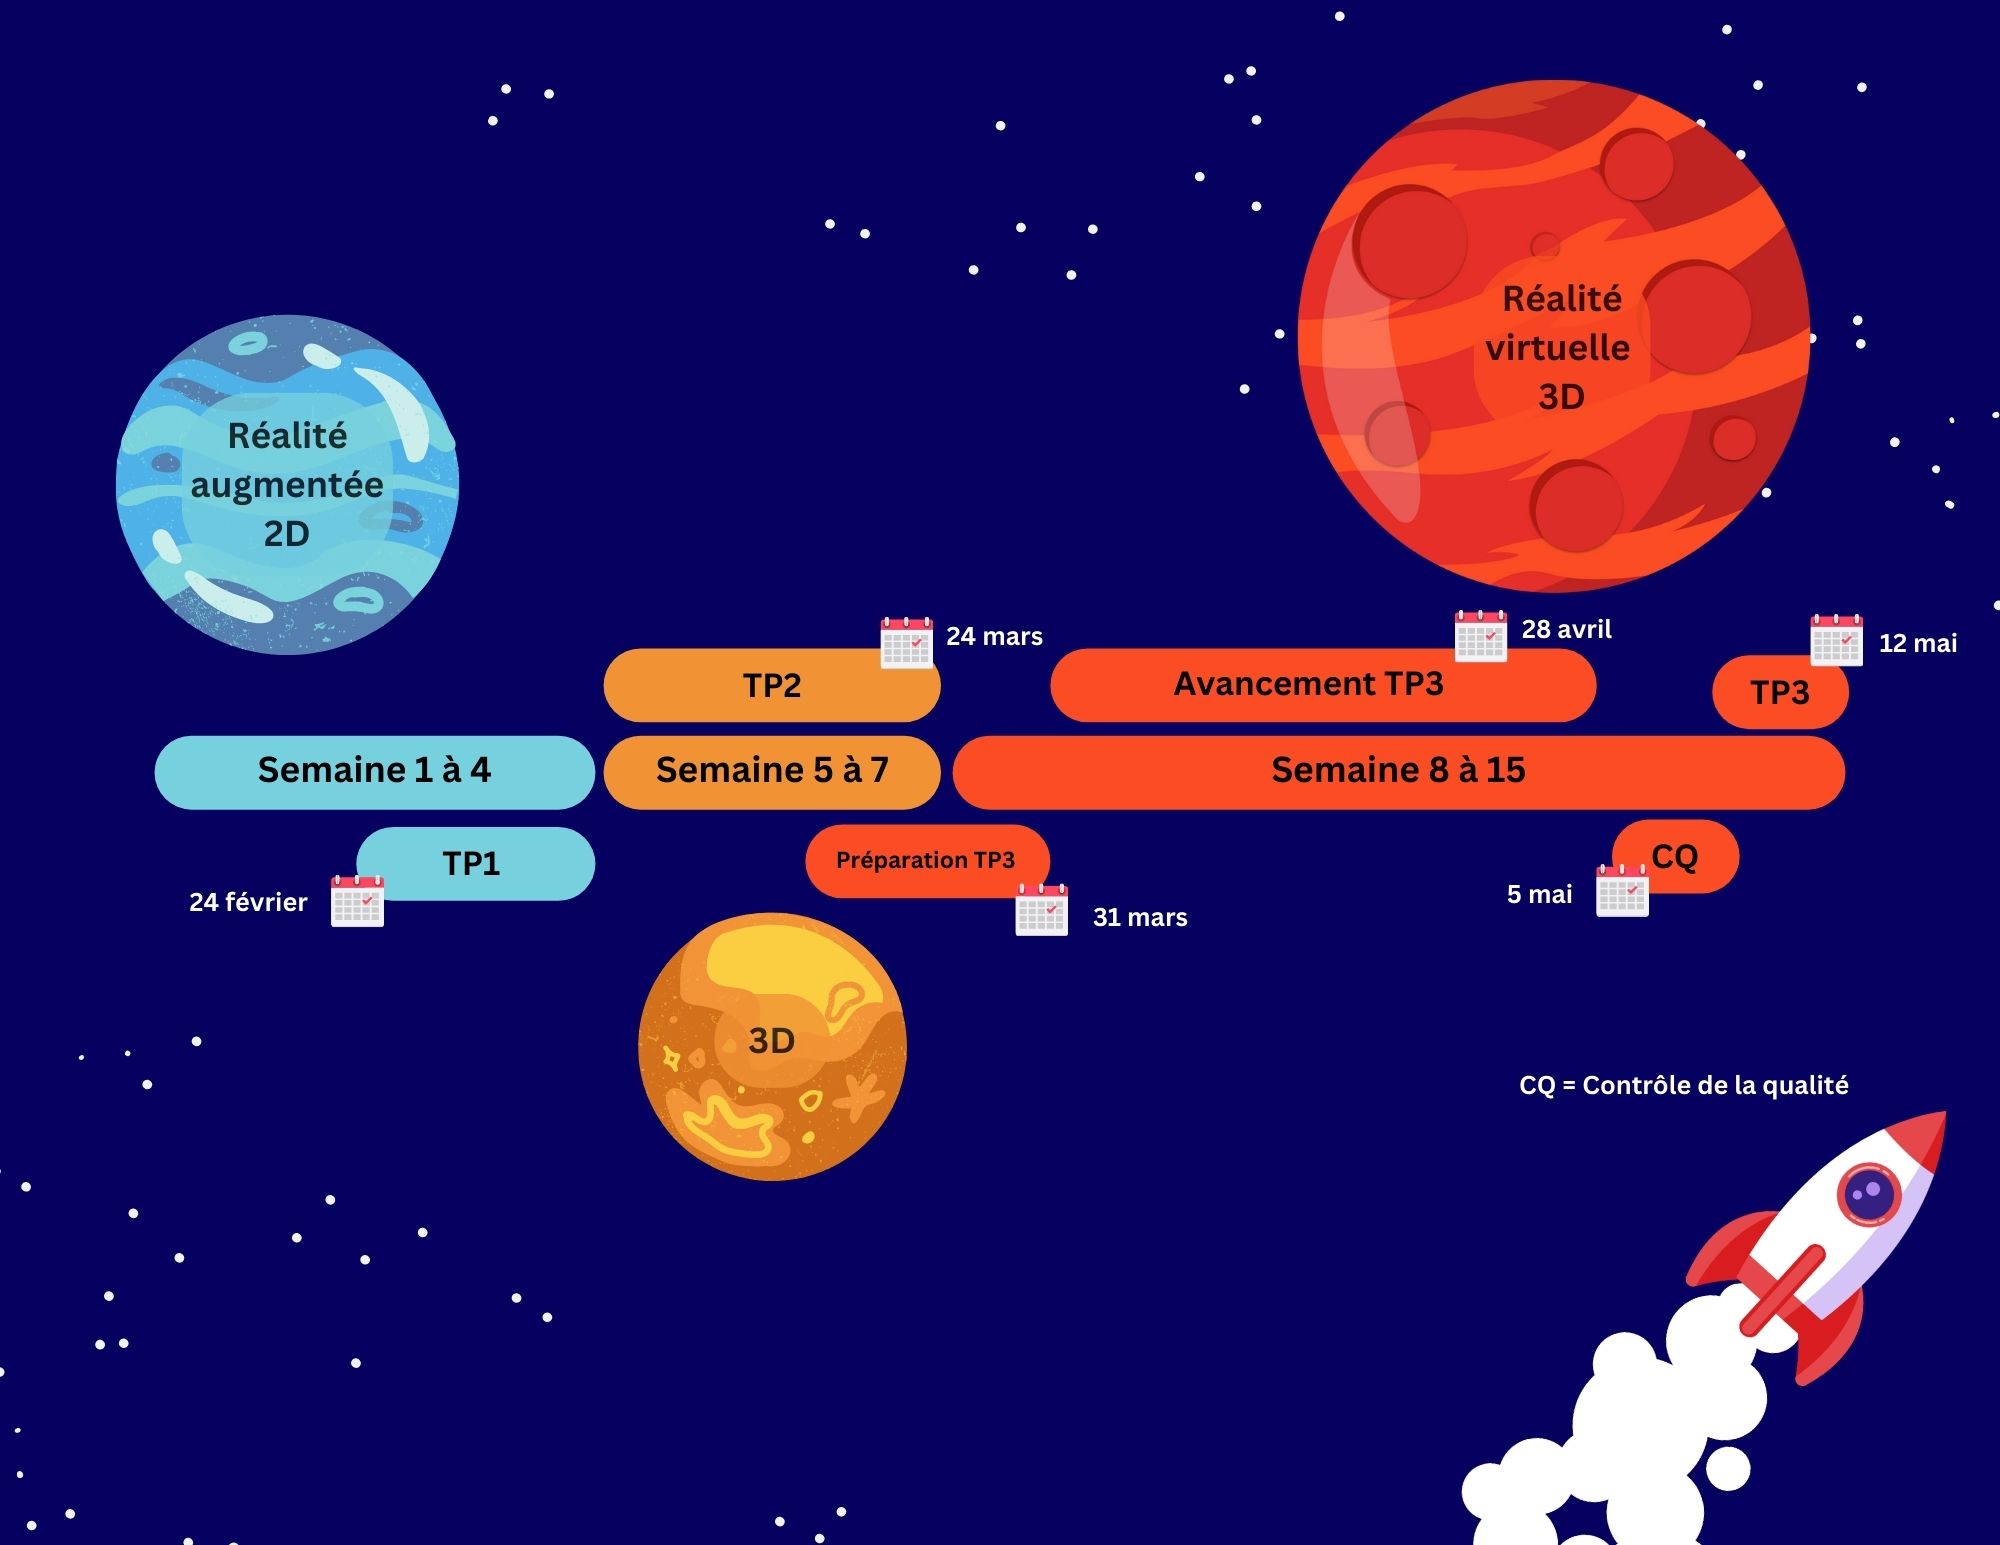 Réalité
augmentée
2D
Réalité
virtuelle
3D
24 mars
28 avril
12 mai
TP2
Avancement TP3
TP3
Semaine 1 à 4
Semaine 5 à 7
Semaine 8 à 15
TP1
Préparation TP3
CQ
24 février
31 mars
5 mai
3D
CQ = Contrôle de la qualité